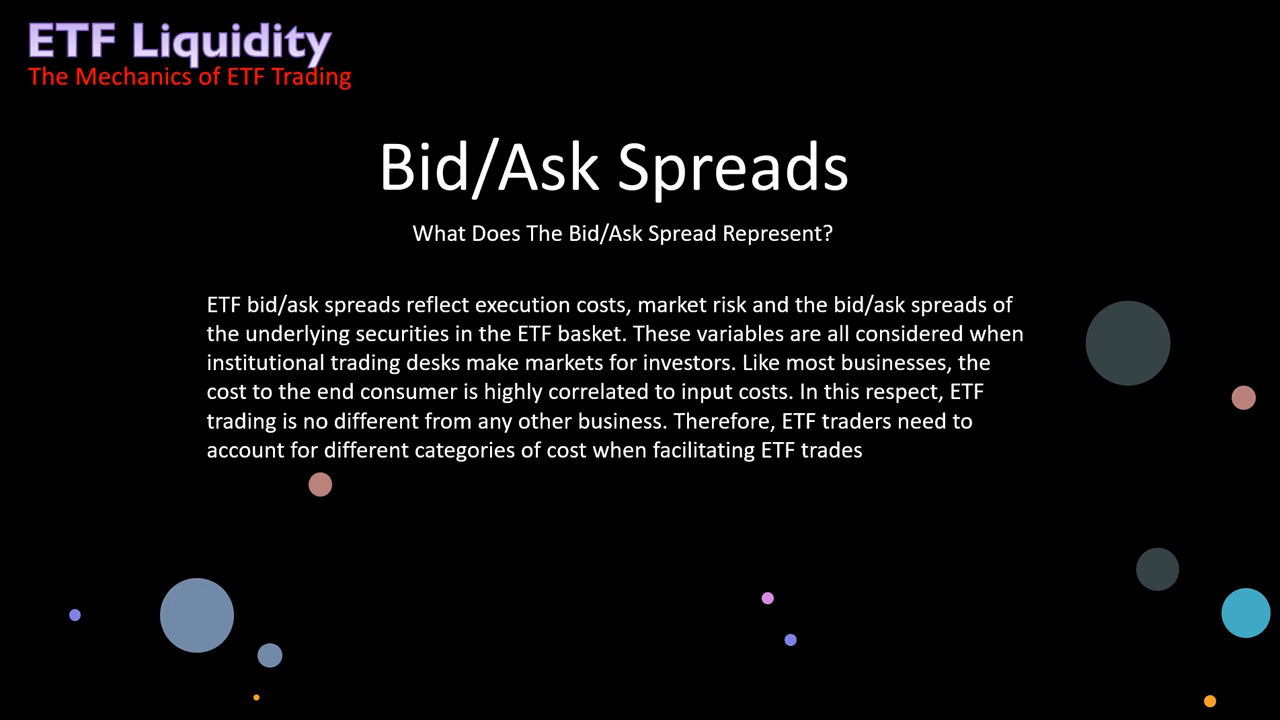 ETF Liquidity
The Mechanics of ETF Trading
Bid/Ask Spreads
What Does The Bid/Ask Spread Represent?
ETF bid/ask spreads reflect execution costs, market risk and the bid/ask spreads of
the underlying securities in the ETF basket. These variables are all considered when
institutional trading desks make markets for investors. Like most businesses, the
cost to the end consumer is highly correlated to input costs. In this respect, ETF
trading is no different from any other business. Therefore, ETF traders need to
account for different categories of cost when facilitating ETF trades